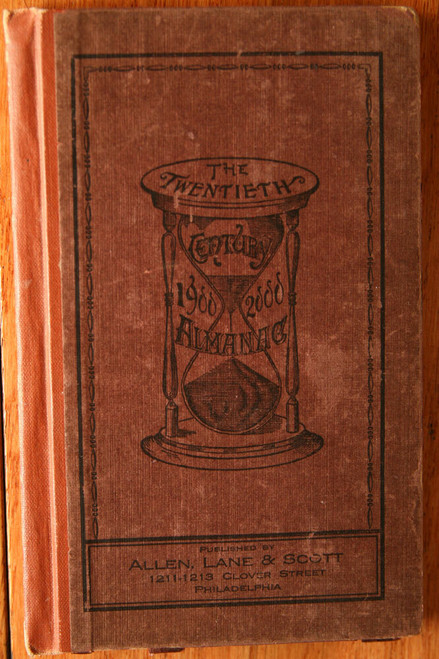 THE
TWENTIETH
CENTURY
1900 2000
ALMANAC
PUBLISHED BY
ALLEN, LANE & SCOTT
1211-1213 CLOVER STREET
PHILADELPHIA